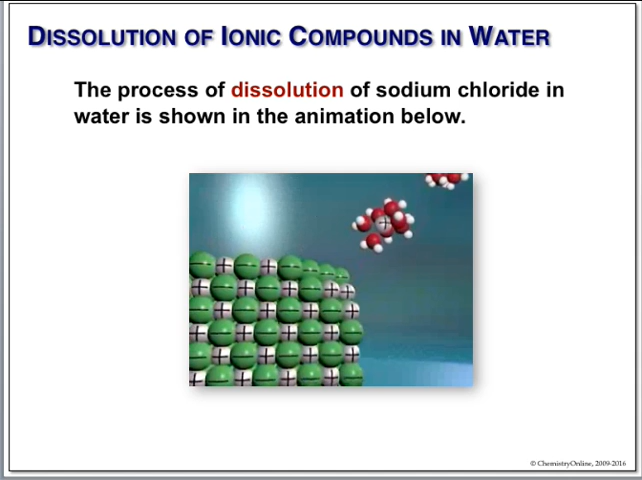 DISSOLUTION OF IONIC COMPOUNDS IN WATER
The process of dissolution of sodium chloride in
water is shown in the animation below.
© ChemistryOnline, 2009-2016